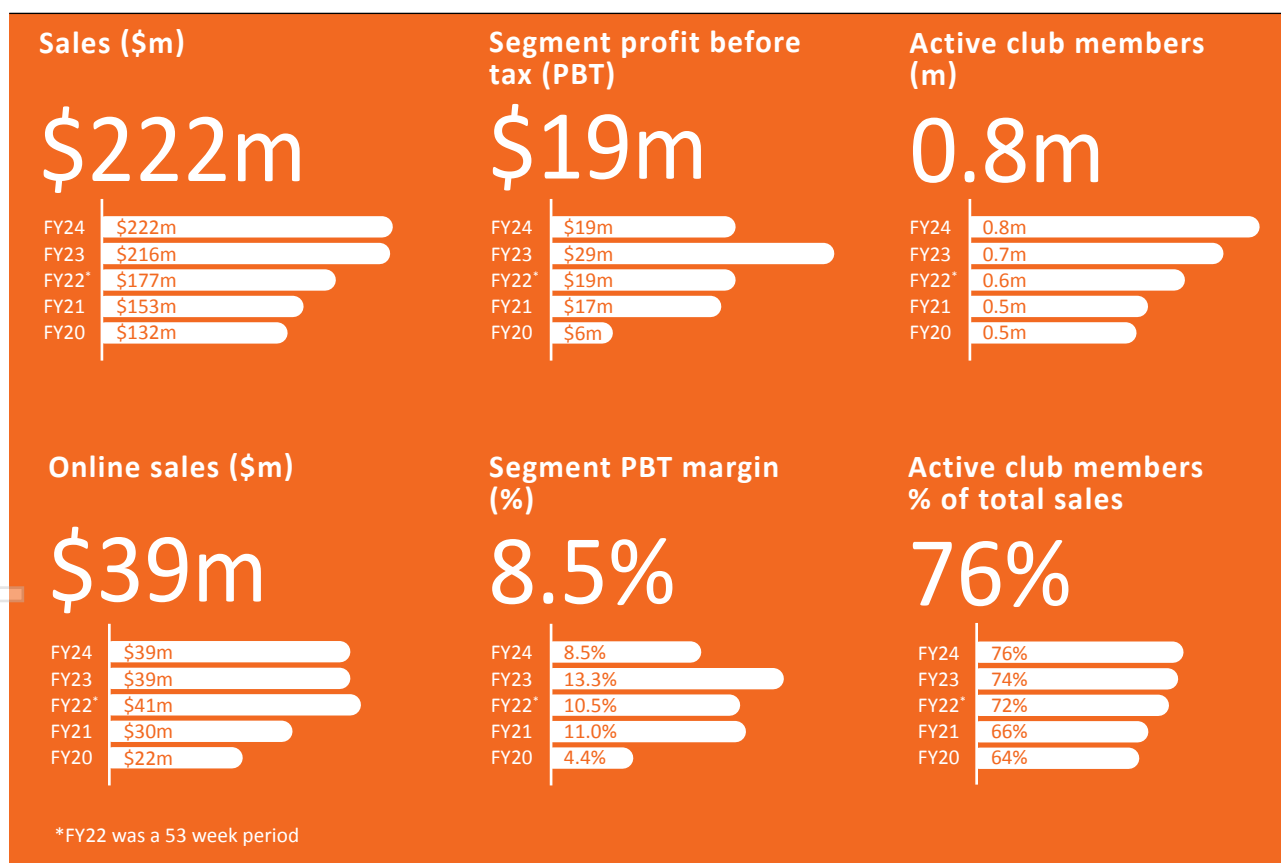 Sales ($m)
$222m
FY24 $222m
FY23 $216m
FY22* $177m
FY21 $153m
FY20 $132m
Segment profit before
tax (PBT)
$19m
FY24 $19m
FY23 $29m
FY22* $19m
FY21 $17m
FY20 $6m
Active club members
(m)
0.8m
FY24 0.8m
FY23 0.7m
FY22* 0.6m
FY21 0.5m
FY20 0.5m
Online sales ($m)
$39m
FY24 $39m
FY23 $39m
FY22* $41m
FY21 $30m
FY20 $22m
Segment PBT margin
(%)
8.5%
FY24 8.5%
FY23 13.3%
FY22* 10.5%
FY21 11.0%
FY20 4.4%
Active club members
% of total sales
76%
FY24 76%
FY23 74%
FY22* 72%
FY21 66%
FY20 64%
*FY22 was a 53 week period